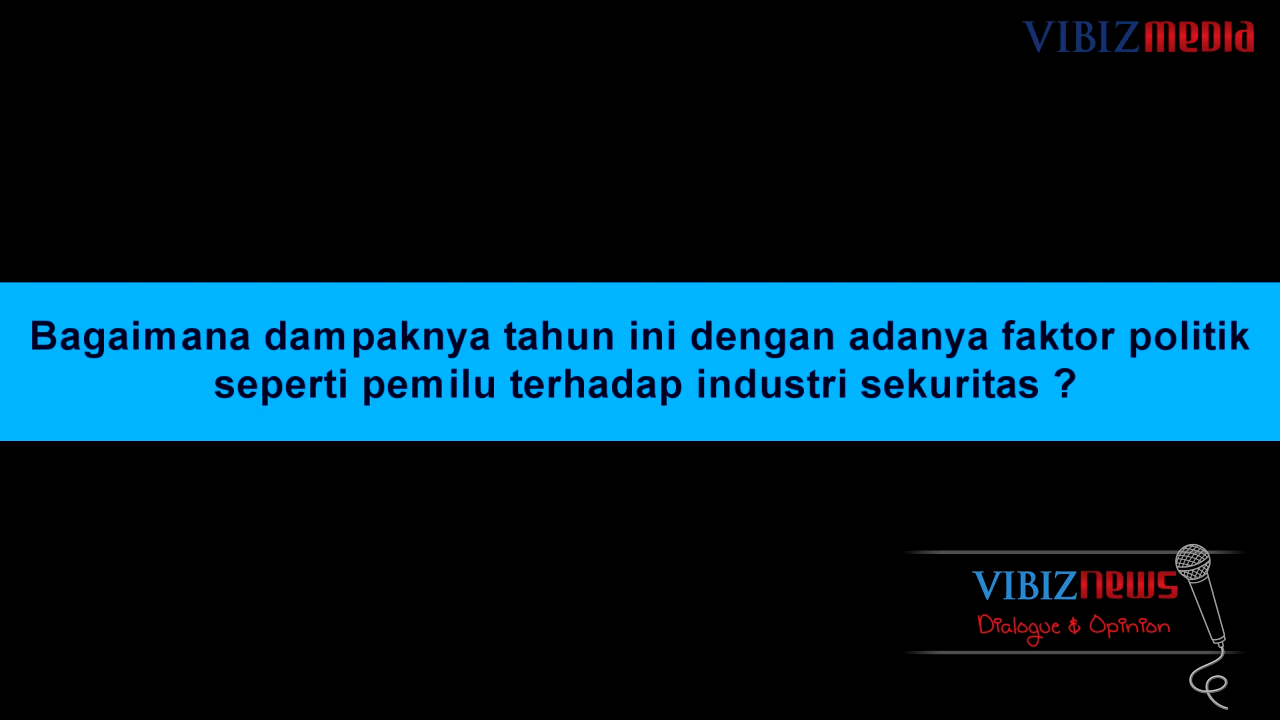 VIBIZMEDIA
Bagaimana dampaknya tahun ini dengan adanya faktor politik
seperti pemilu terhadap industri sekuritas ?
VIBIZNEWS
Dialogue & Opinion